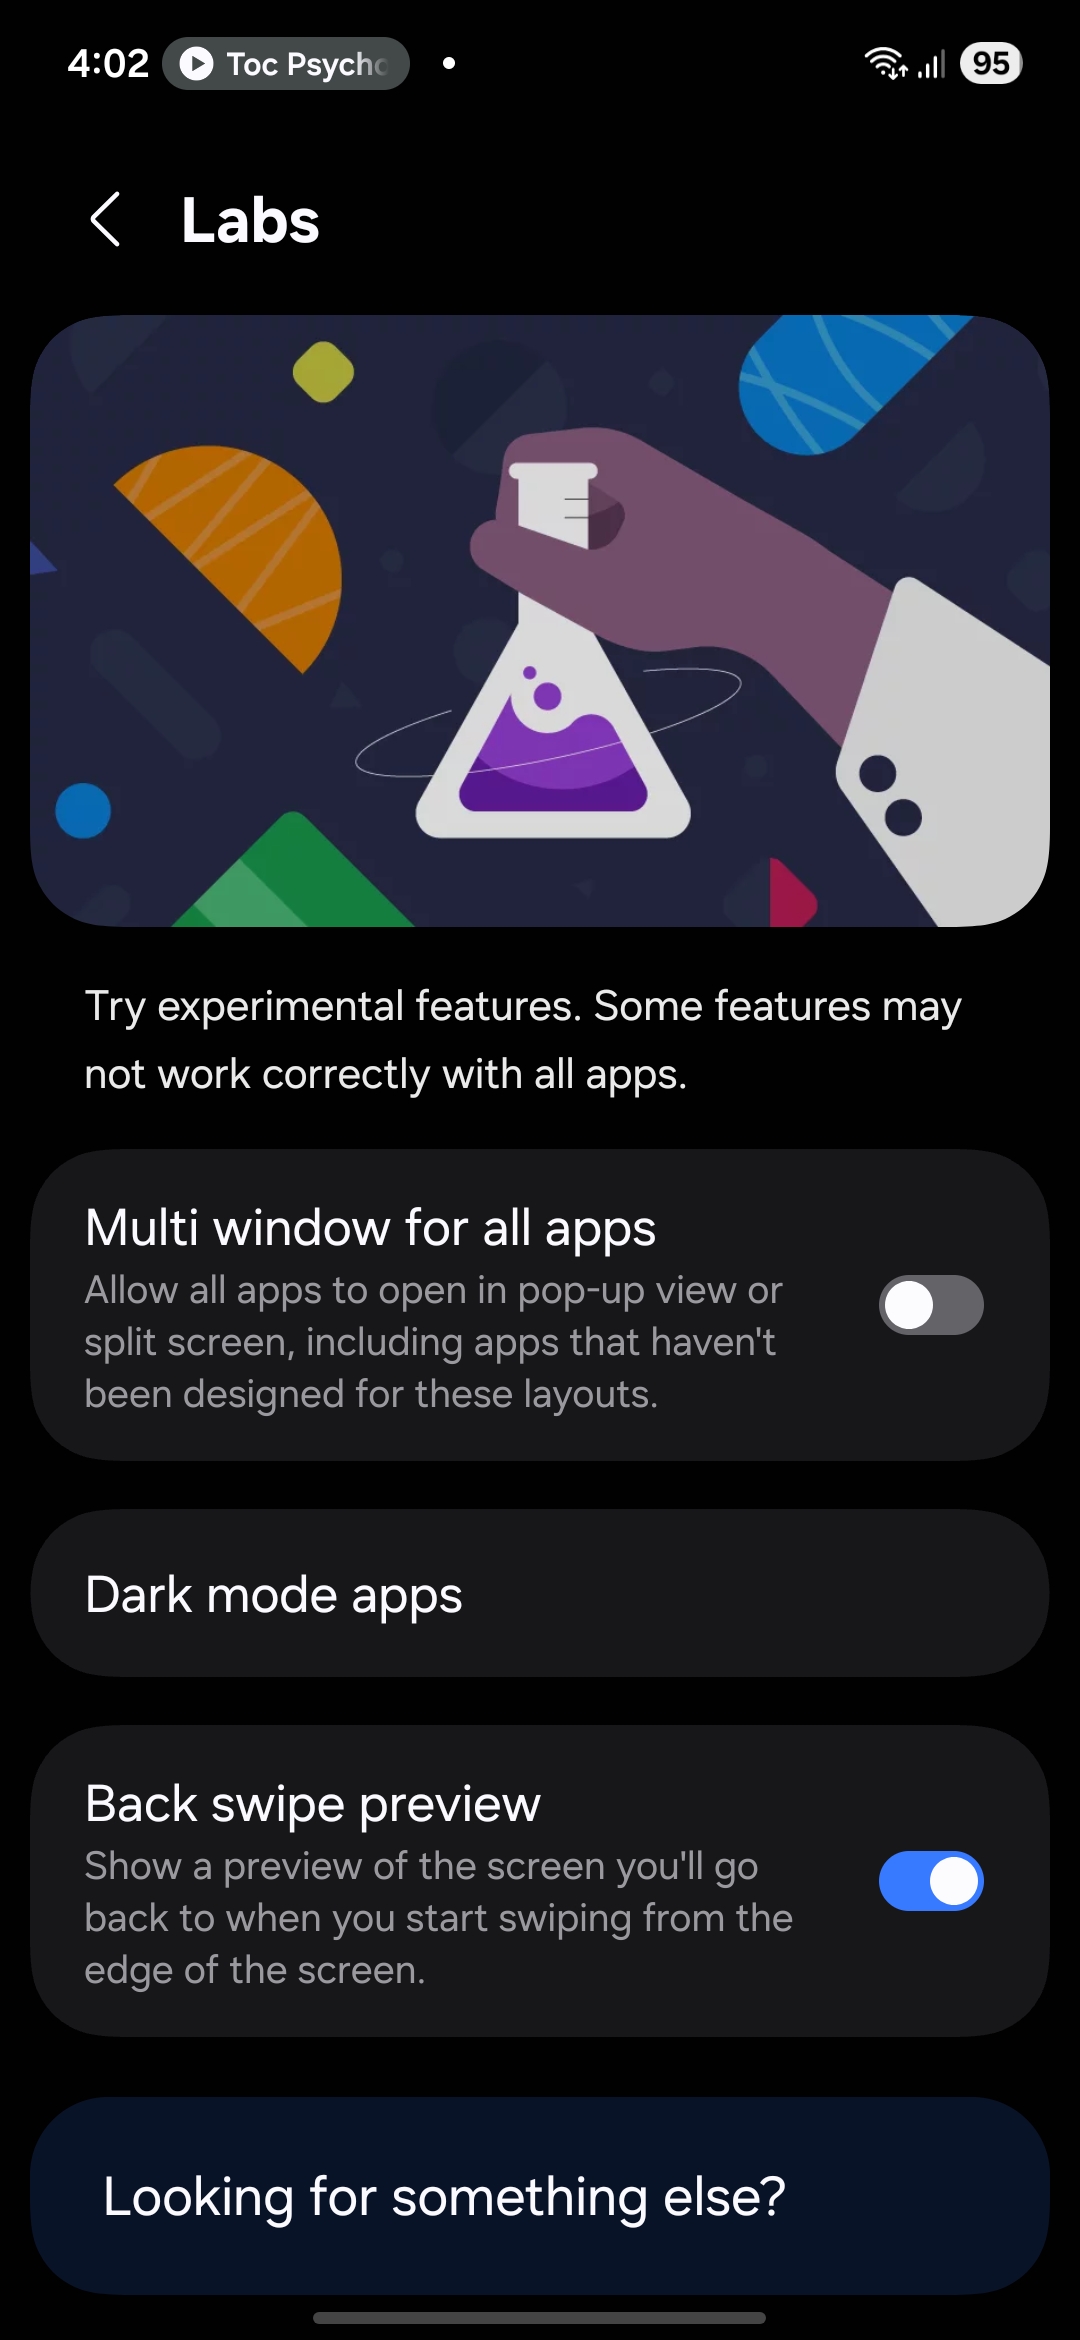 4:02 Toc Psycho 95
Labs
Try experimental features. Some features may
not work correctly with all apps.
Multi window for all apps
Allow all apps to open in pop-up view or
split screen, including apps that haven't
been designed for these layouts.
Dark mode apps
Back swipe preview
Show a preview of the screen you'll go
back to when you start swiping from the
edge of the screen.
Looking for something else?